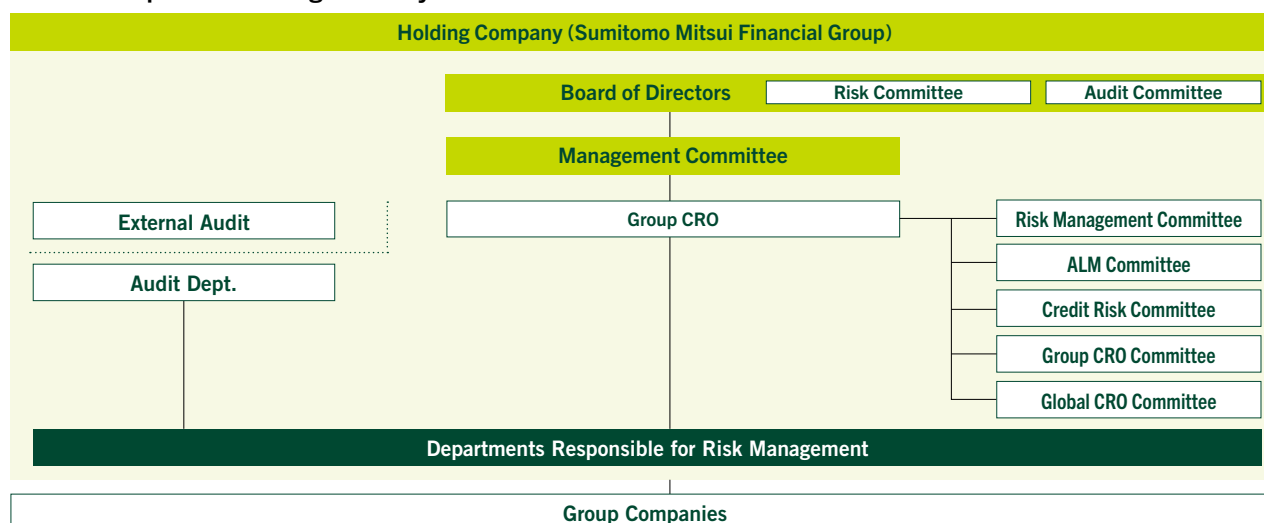 Holding Company (Sumitomo Mitsui Financial Group)
Board of Directors
Risk Committee
Audit Committee
Management Committee
External Audit
Group CRO
Risk Management Committee
Audit Dept.
ALM Committee
Credit Risk Committee
Group CRO Committee
Global CRO Committee
Departments Responsible for Risk Management
Group Companies